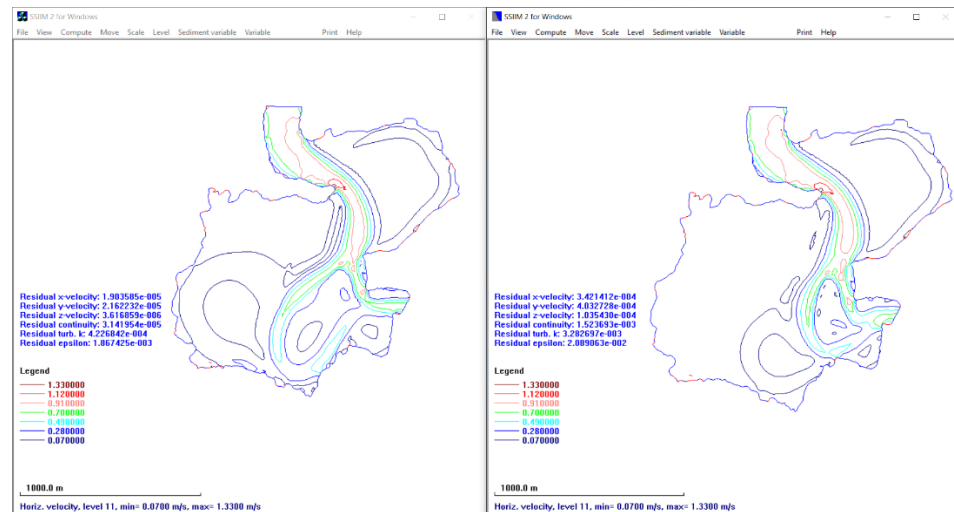 SSIIM 2 for Windows
File View Compute Move Scale Level Sediment variable Variable Print Help
Residual x-velocity: 1.903585e-005
Residual y-velocity: 2.162232e-005
Residual z-velocity: 3.616859e-006
Residual continuity: 3.141954e-005
Residual turb. k: 4.226842e-004
Residual epsilon: 1.867425e-003
Legend
1.330000
1.120000
0.910000
0.700000
0.490000
0.280000
0.070000
1000.0 m
Horiz. velocity, level 11, min= 0.0700 m/s, max= 1.3300 m/s
SSIIM 2 for Windows
File View Compute Move Scale Level Sediment variable Variable Print Help
Residual x-velocity: 3.421412e-004
Residual y-velocity: 4.032728e-004
Residual z-velocity: 1.035430e-004
Residual continuity: 1.523693e-003
Residual turb. k: 3.282697e-003
Residual epsilon: 2.089063e-002
Legend
1.330000
1.120000
0.910000
0.700000
0.490000
0.280000
0.070000
1000.0 m
Horiz. velocity, level 11, min= 0.0700 m/s, max= 1.3300 m/s